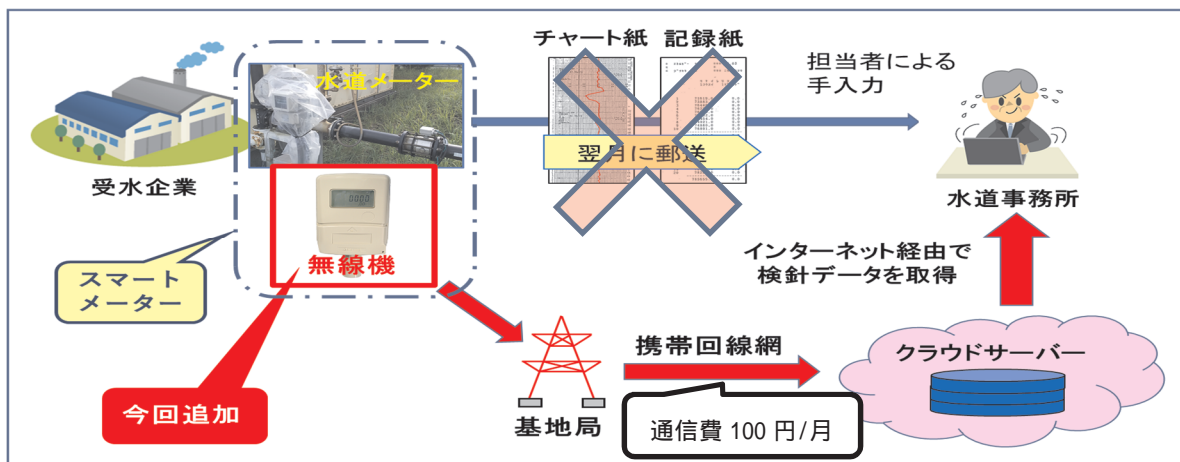 チャート紙 記録紙
担当者による
手入力
水道メーター
翌月に郵送
受水企業
水道事務所
無線機
スマート
メーター
インターネット経由で
検針データを取得
携帯回線網
クラウドサーバー
今回追加
基地局
通信費 100 円/月